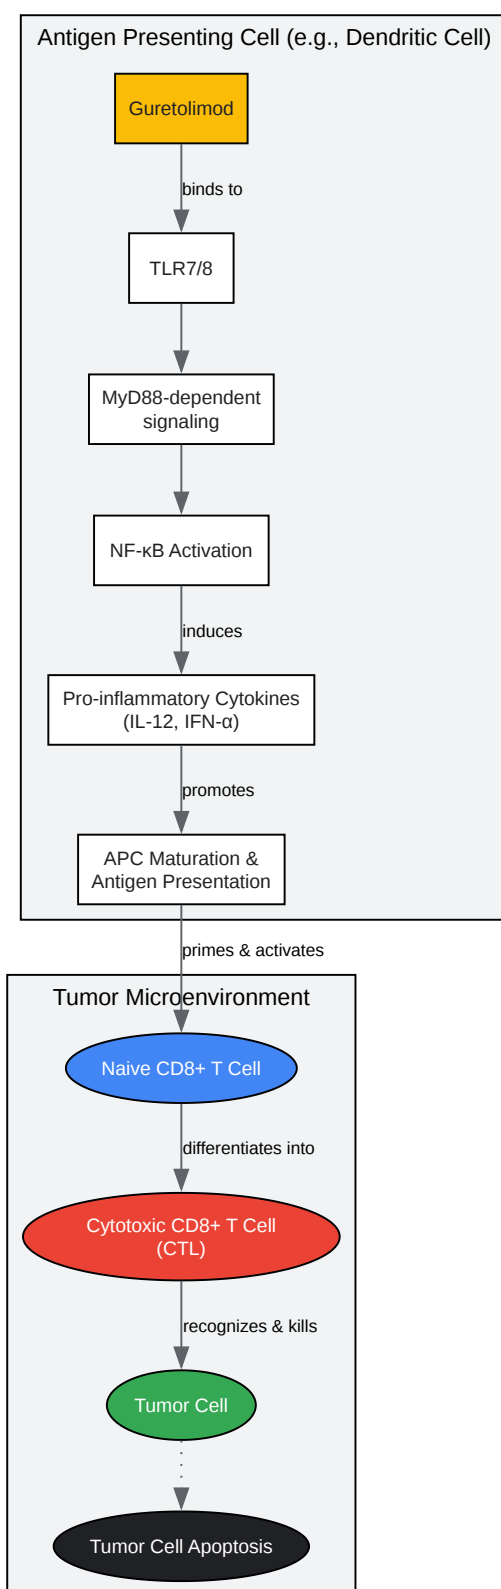 Antigen Presenting Cell (e.g., Dendritic Cell)
Guretolimod
binds to
TLR7/8
MyD88-dependent
signaling
NF-κB Activation
induces
Pro-inflammatory Cytokines
(IL-12, IFN-α)
promotes
APC Maturation &
Antigen Presentation
primes & activates
Tumor Microenvironment
Naive CD8+ T Cell
differentiates into
Cytotoxic CD8+ T Cell
(CTL)
recognizes & kills
Tumor Cell
Tumor Cell Apoptosis